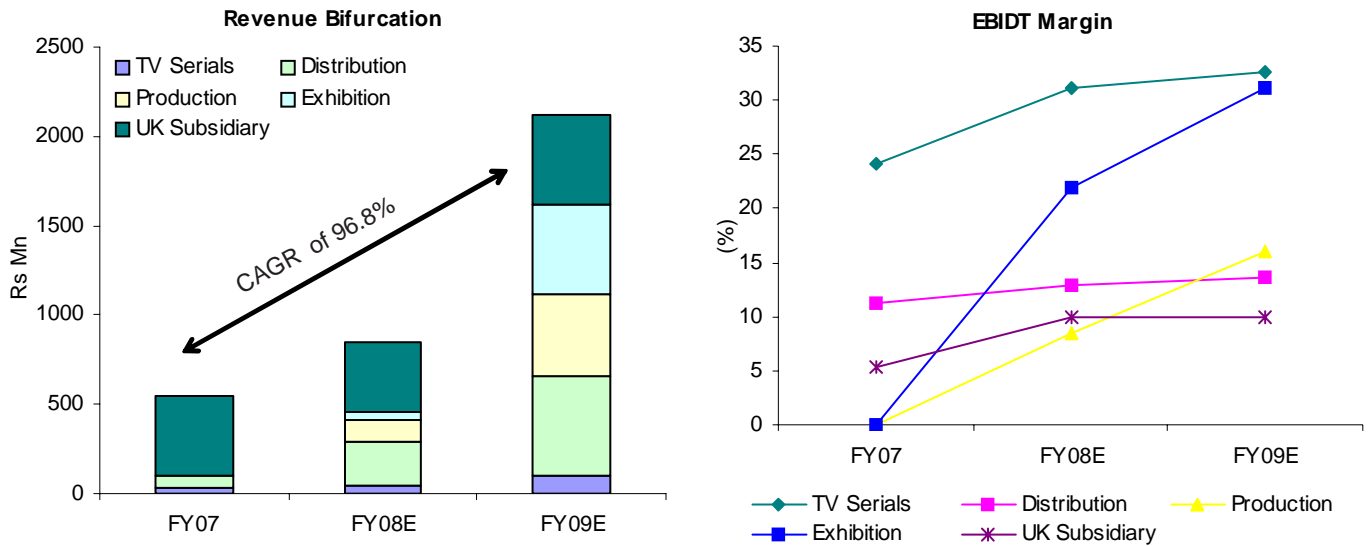 Revenue Bifurcation
2500
2000
1500
1000
500
0
Rs Mn
TV Serials
Distribution
Production
Exhibition
UK Subsidiary
CAGR of 96.8%
FY07
FY08E
FY09E
EBIDT Margin
35
30
25
20
15
10
5
0
(%)
FY07
FY08E
FY09E
TV Serials
Distribution
Production
Exhibition
UK Subsidiary